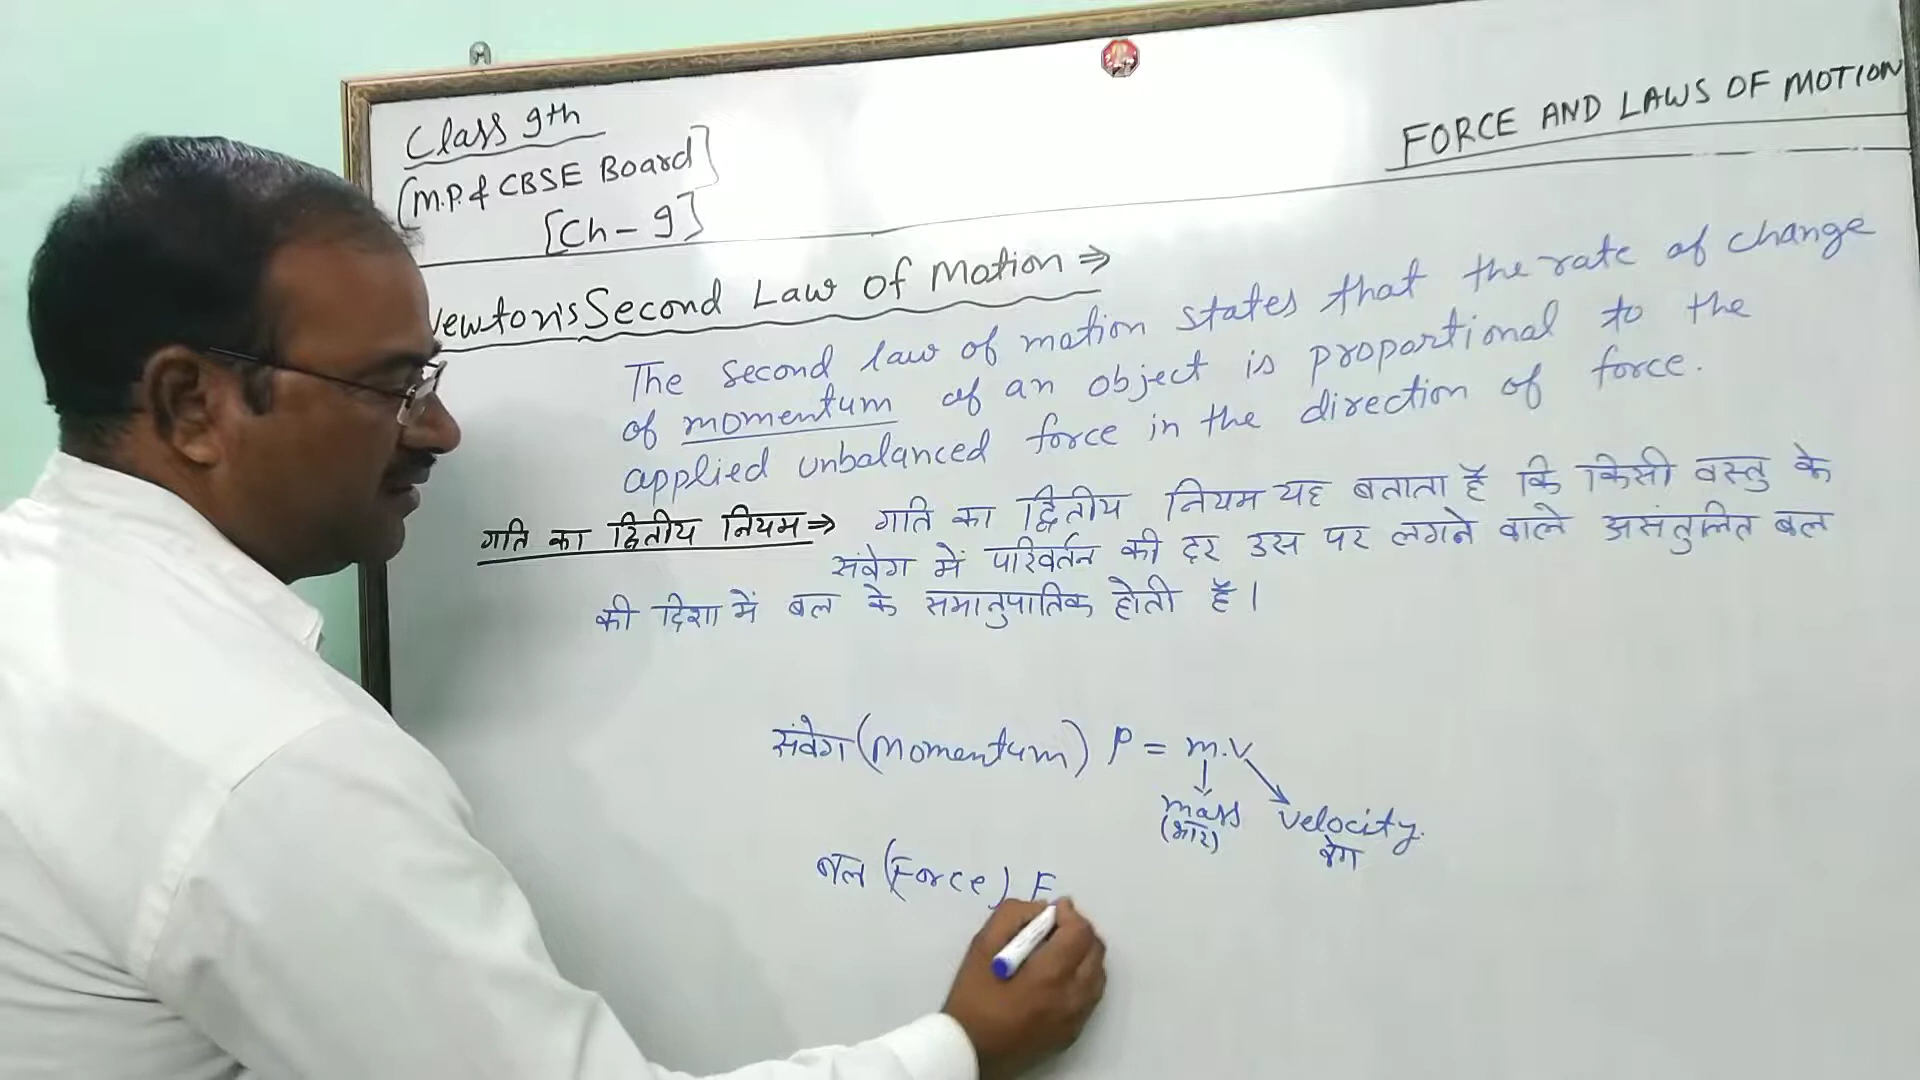 Class 9th
[M.P. & CBSE Board]
[Ch - 9]
FORCE AND LAWS OF MOTION
Newton's Second Law Of Motion ⇒
The second law of motion states that the rate of change
of momentum of an object is proportional to the
applied unbalanced force in the direction of force.
गति का द्वितीय नियम ⇒ गति का द्वितीय नियम यह बताता है कि किसी वस्तु के
संवेग में परिवर्तन की दर उस पर लगने वाले असंतुलित बल
की दिशा में बल के समानुपातिक होती है।
संवेग (Momentum) P = m.v
mass velocity.
(भार) वेग
बल (Force) F